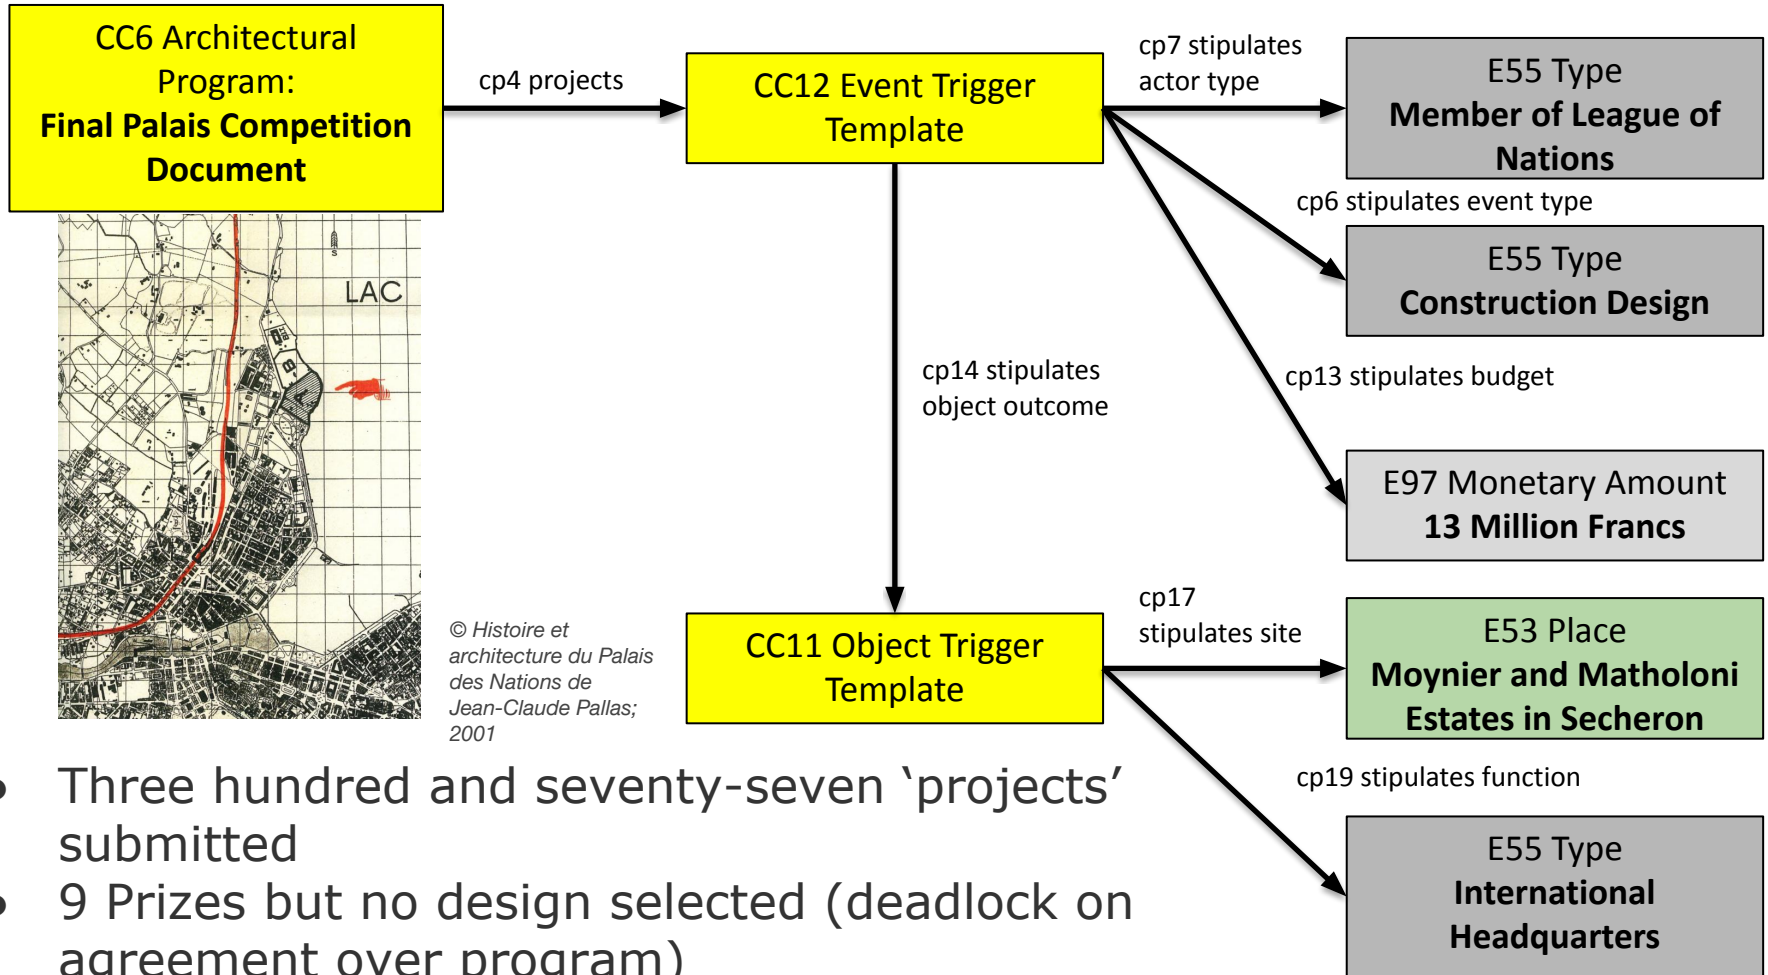 CC6 Architectural
Program:
Final Palais Competition
Document
cp4 projects
CC12 Event Trigger
Template
cp7 stipulates
actor type
E55 Type
Member of League of
Nations
cp6 stipulates event type
E55 Type
Construction Design
cp13 stipulates budget
E97 Monetary Amount
13 Million Francs
cp14 stipulates
object outcome
LAC
S
B
A
© Histoire et
architecture du Palais
des Nations de
Jean-Claude Pallas;
2001
CC11 Object Trigger
Template
cp17
stipulates site
E53 Place
Moynier and Matholoni
Estates in Secheron
cp19 stipulates function
E55 Type
International
Headquarters
• Three hundred and seventy-seven ‘projects’
submitted
• 9 Prizes but no design selected (deadlock on
agreement over program)